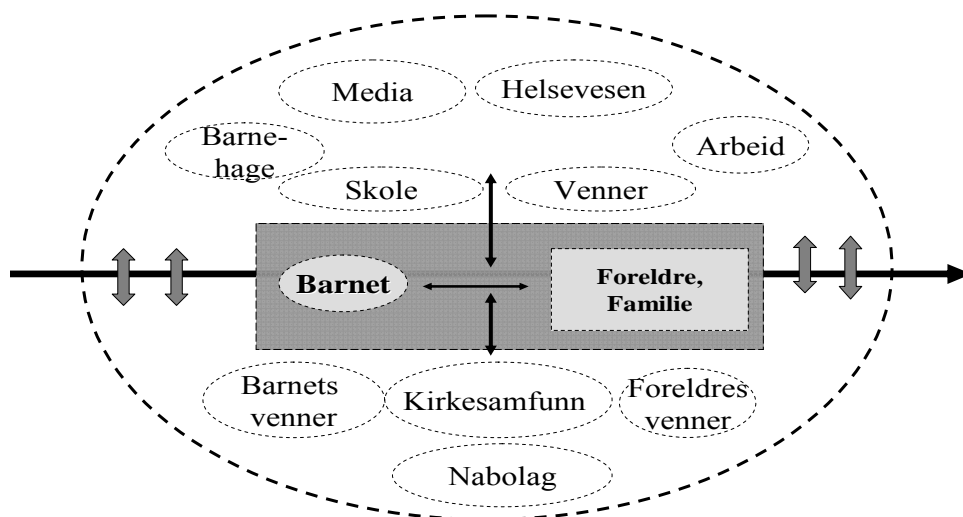 Media
Helsevesen
Barne-
hage
Arbeid
Skole
Venner
Barnet
Foreldre,
Familie
Barnets
venner
Kirkesamfunn
Foreldres
venner
Nabolag